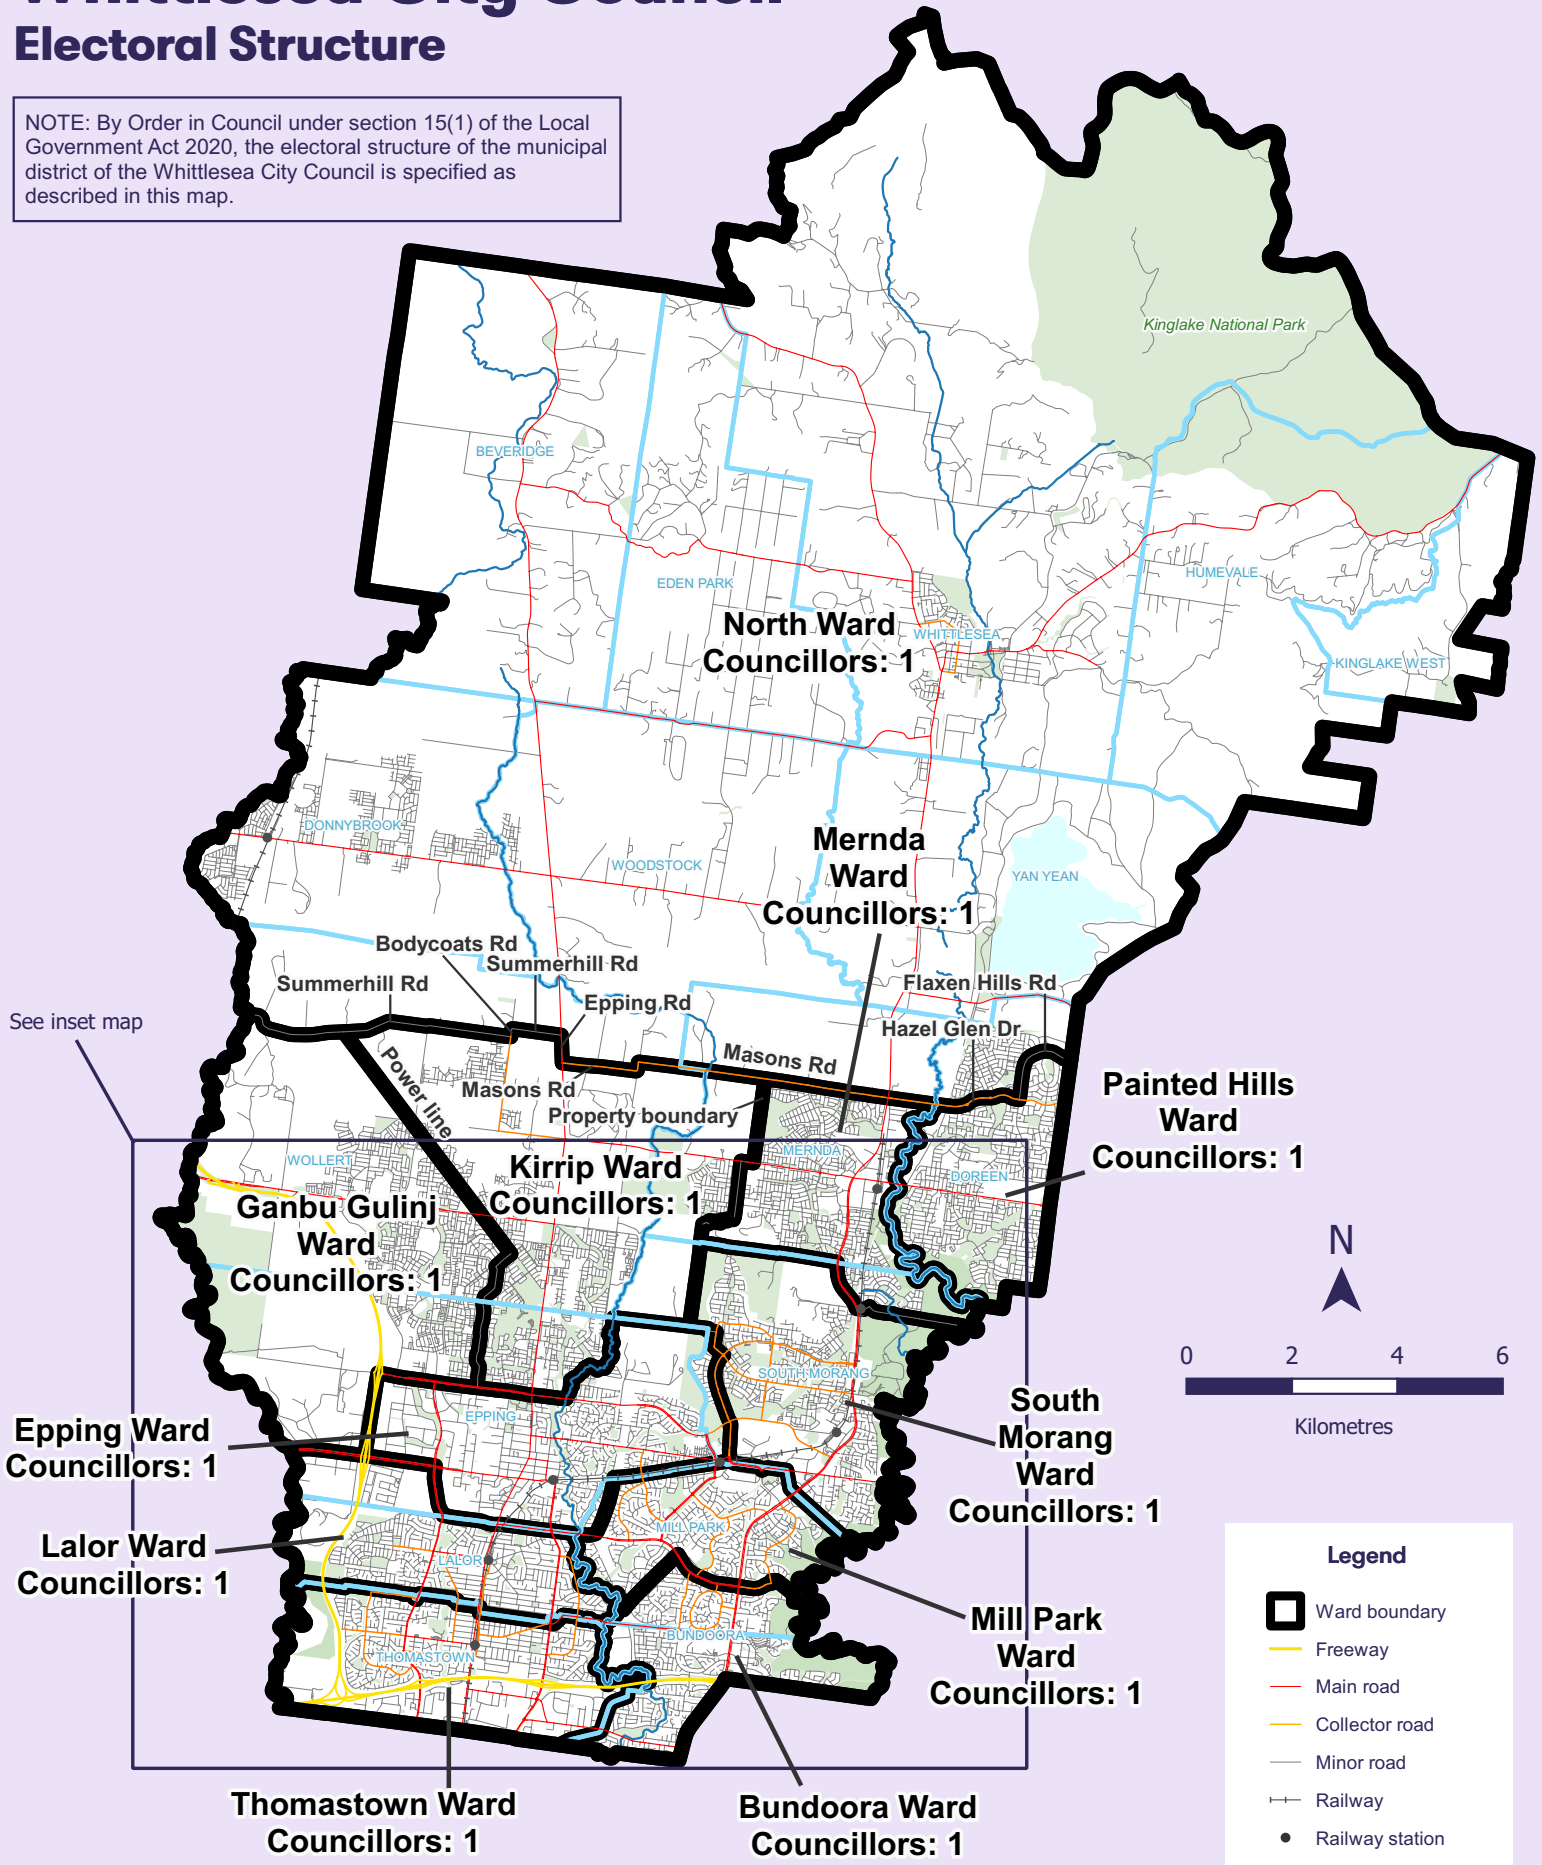 Whittlesea City Council
Electoral Structure
NOTE: By Order in Council under section 15(1) of the Local
Government Act 2020, the electoral structure of the municipal
district of the Whittlesea City Council is specified as
described in this map.
Kinglake National Park
BEVERIDGE
EDEN PARK
HUMEVALE
North Ward
Councillors: 1
WHITTLESEA
KINGLAKE WEST
DONNYBROOK
WOODSTOCK
Mernda
Ward
Councillors: 1
YAN YEAN
Bodycoats Rd
Summerhill Rd
Summerhill Rd
Epping Rd
Flaxen Hills Rd
Hazel Glen Dr
See inset map
Power line
Masons Rd
Masons Rd
Property boundary
Painted Hills
Ward
Councillors: 1
WOLLERT
Kirrip Ward
Councillors: 1
MERNDA
DOREEN
Ganbu Gulinj
Ward
Councillors: 1
N
0 2 4 6
Kilometres
SOUTH MORANG
South
Morang
Ward
Councillors: 1
Epping Ward
Councillors: 1
EPPING
MILL PARK
Lalor Ward
Councillors: 1
LALOR
Mill Park
Ward
Councillors: 1
BUNDOORA
THOMASTOWN
Thomastown Ward
Councillors: 1
Bundoora Ward
Councillors: 1
Legend
Ward boundary
Freeway
Main road
Collector road
Minor road
Railway
Railway station